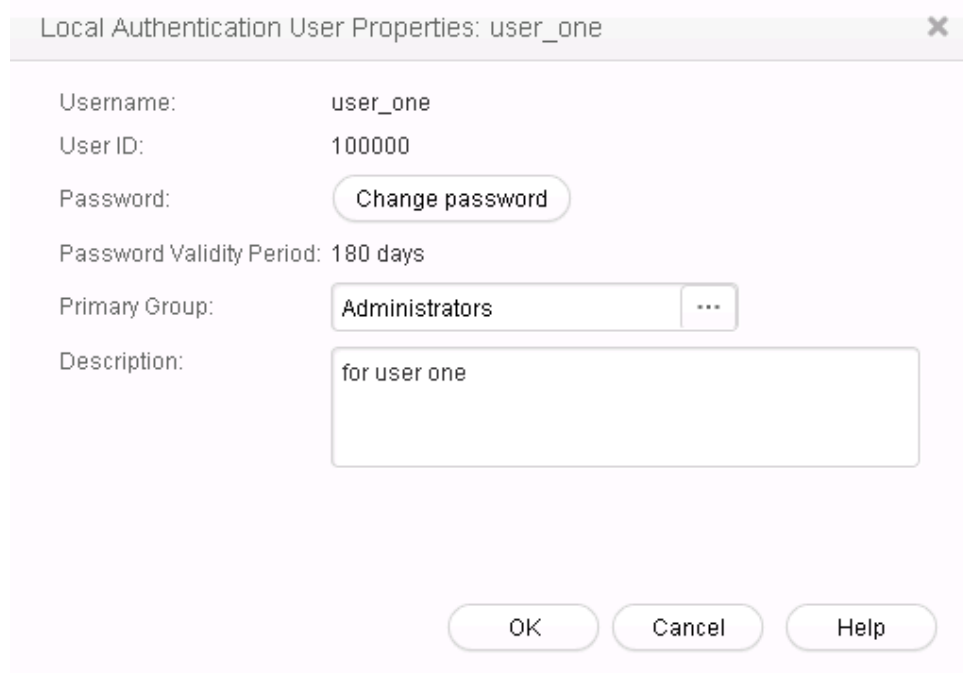 Local Authentication User Properties: user_one
Username: user_one
User ID: 100000
Password: Change password
Password Validity Period: 180 days
Primary Group: Administrators ...
Description: for user one
OK Cancel Help